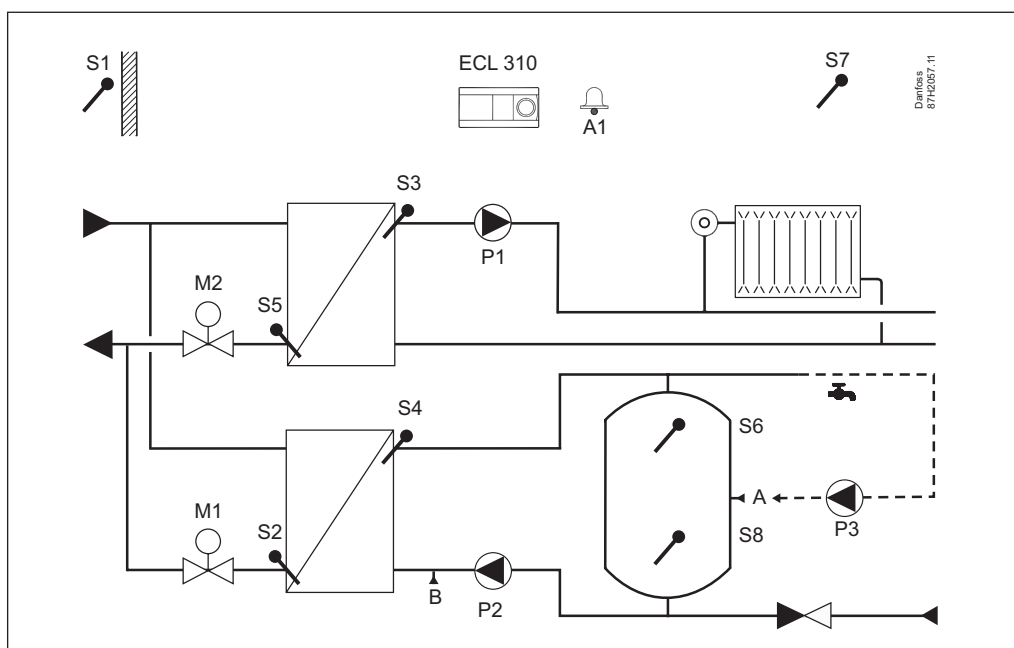 S1
ECL 310
A1
S7
Danfoss
87H2057.11
S3
P1
M2
S5
S4
S6
A
P3
S8
M1
S2
B
P2